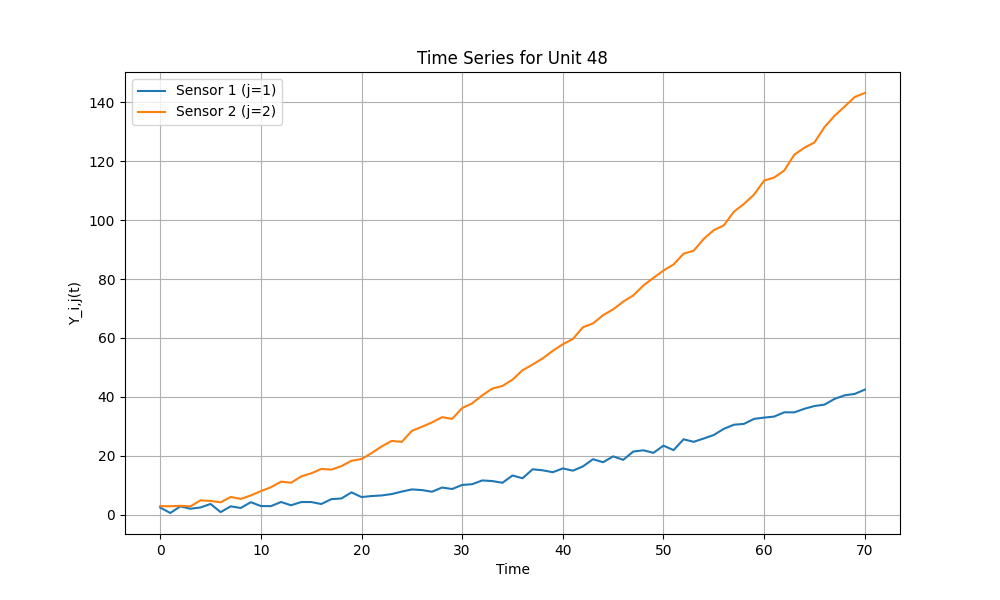 Time Series for Unit 48
Sensor 1 (j=1)
Sensor 2 (j=2)
Y_i,j(t)
140
120
100
80
60
40
20
0
0 10 20 30 40 50 60 70
Time